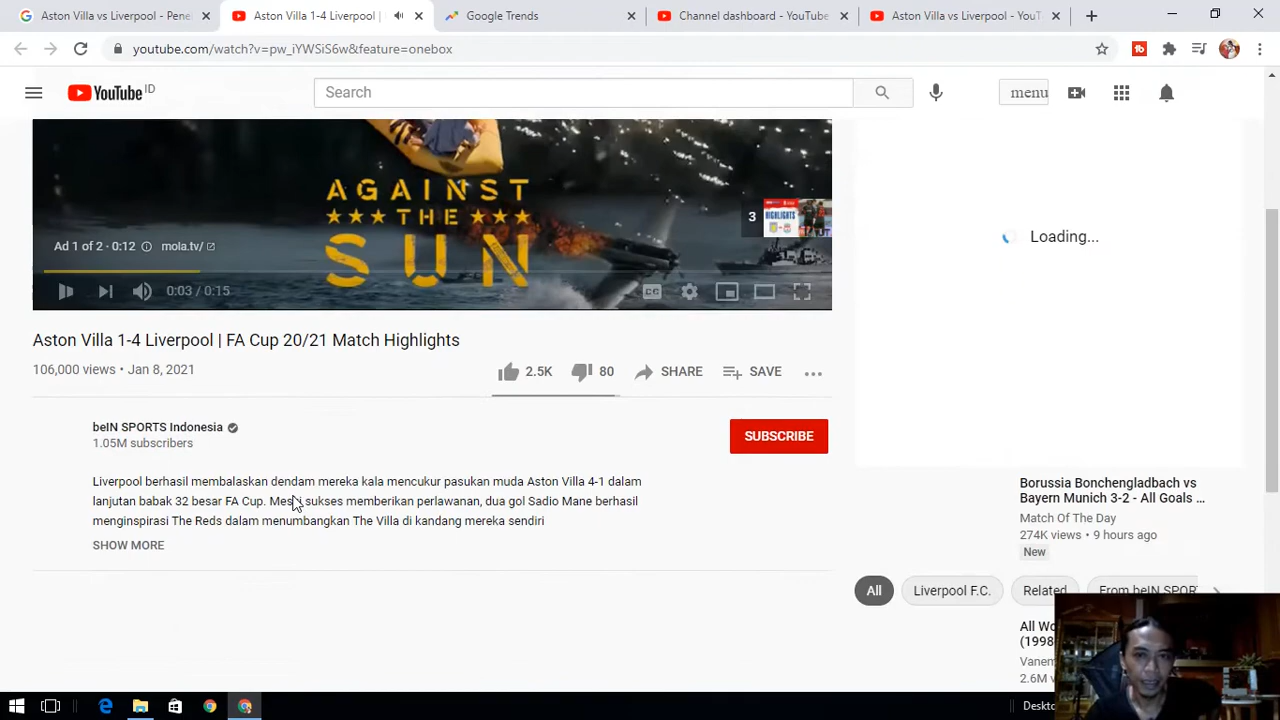 Aston Villa vs Liverpool - Pene
Aston Villa 1-4 Liverpool |
Google Trends
Channel dashboard - YouTube
Aston Villa vs Liverpool - YouT
youtube.com/watch?v=pw_iYWSiS6w&feature=onebox
YouTube ID
Search
menu
AGAINST
THE
SUN
3
HIGHLIGHTS
Ad 1 of 2 · 0:12 mola.tv/
0:03 / 0:15
CC
Loading...
Aston Villa 1-4 Liverpool | FA Cup 20/21 Match Highlights
106,000 views • Jan 8, 2021
2.5K 80 SHARE SAVE
beIN SPORTS Indonesia
1.05M subscribers
SUBSCRIBE
Liverpool berhasil membalaskan dendam mereka kala mencukur pasukan muda Aston Villa 4-1 dalam
lanjutan babak 32 besar FA Cup. Meski sukses memberikan perlawanan, dua gol Sadio Mane berhasil
menginspirasi The Reds dalam menumbangkan The Villa di kandang mereka sendiri
SHOW MORE
Borussia Bonchengladbach vs
Bayern Munich 3-2 - All Goals ...
Match Of The Day
274K views • 9 hours ago
New
All Liverpool F.C. Related From beIN SPOR
All Wo
(1998
Vanem
2.6M
Deskto